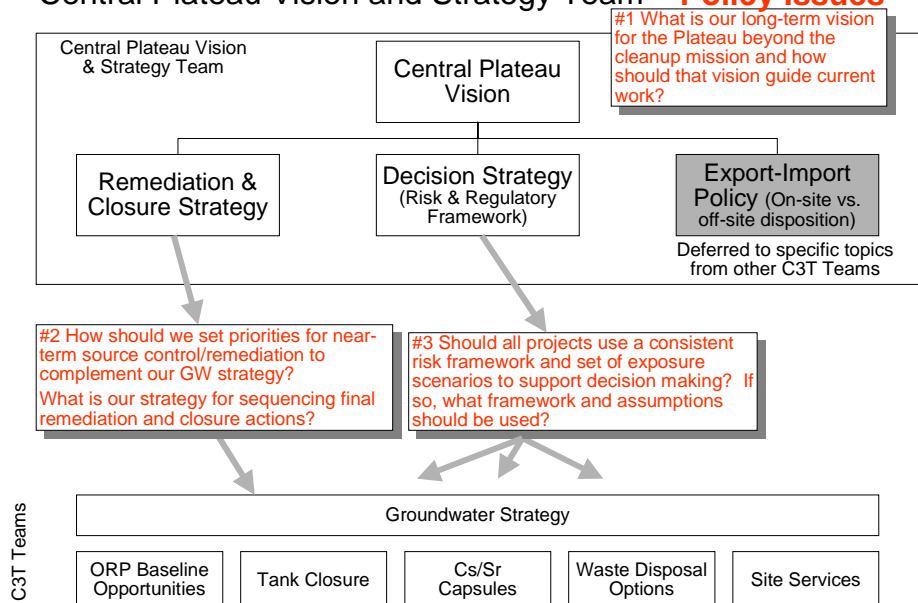 Central Plateau Vision and Strategy Team
Policy Issues
#1 What is our long-term vision
for the Plateau beyond the
cleanup mission and how
should that vision guide current
work?
Central Plateau Vision
& Strategy Team
Central Plateau
Vision
Remediation &
Closure Strategy
Decision Strategy
(Risk & Regulatory
Framework)
Export-Import
Policy (On-site vs.
off-site disposition)
Deferred to specific topics
from other C3T Teams
#2 How should we set priorities for near-
term source control/remediation to
complement our GW strategy?
What is our strategy for sequencing final
remediation and closure actions?
#3 Should all projects use a consistent
risk framework and set of exposure
scenarios to support decision making? If
so, what framework and assumptions
should be used?
C3T Teams
Groundwater Strategy
ORP Baseline
Opportunities
Tank Closure
Cs/Sr
Capsules
Waste Disposal
Options
Site Services